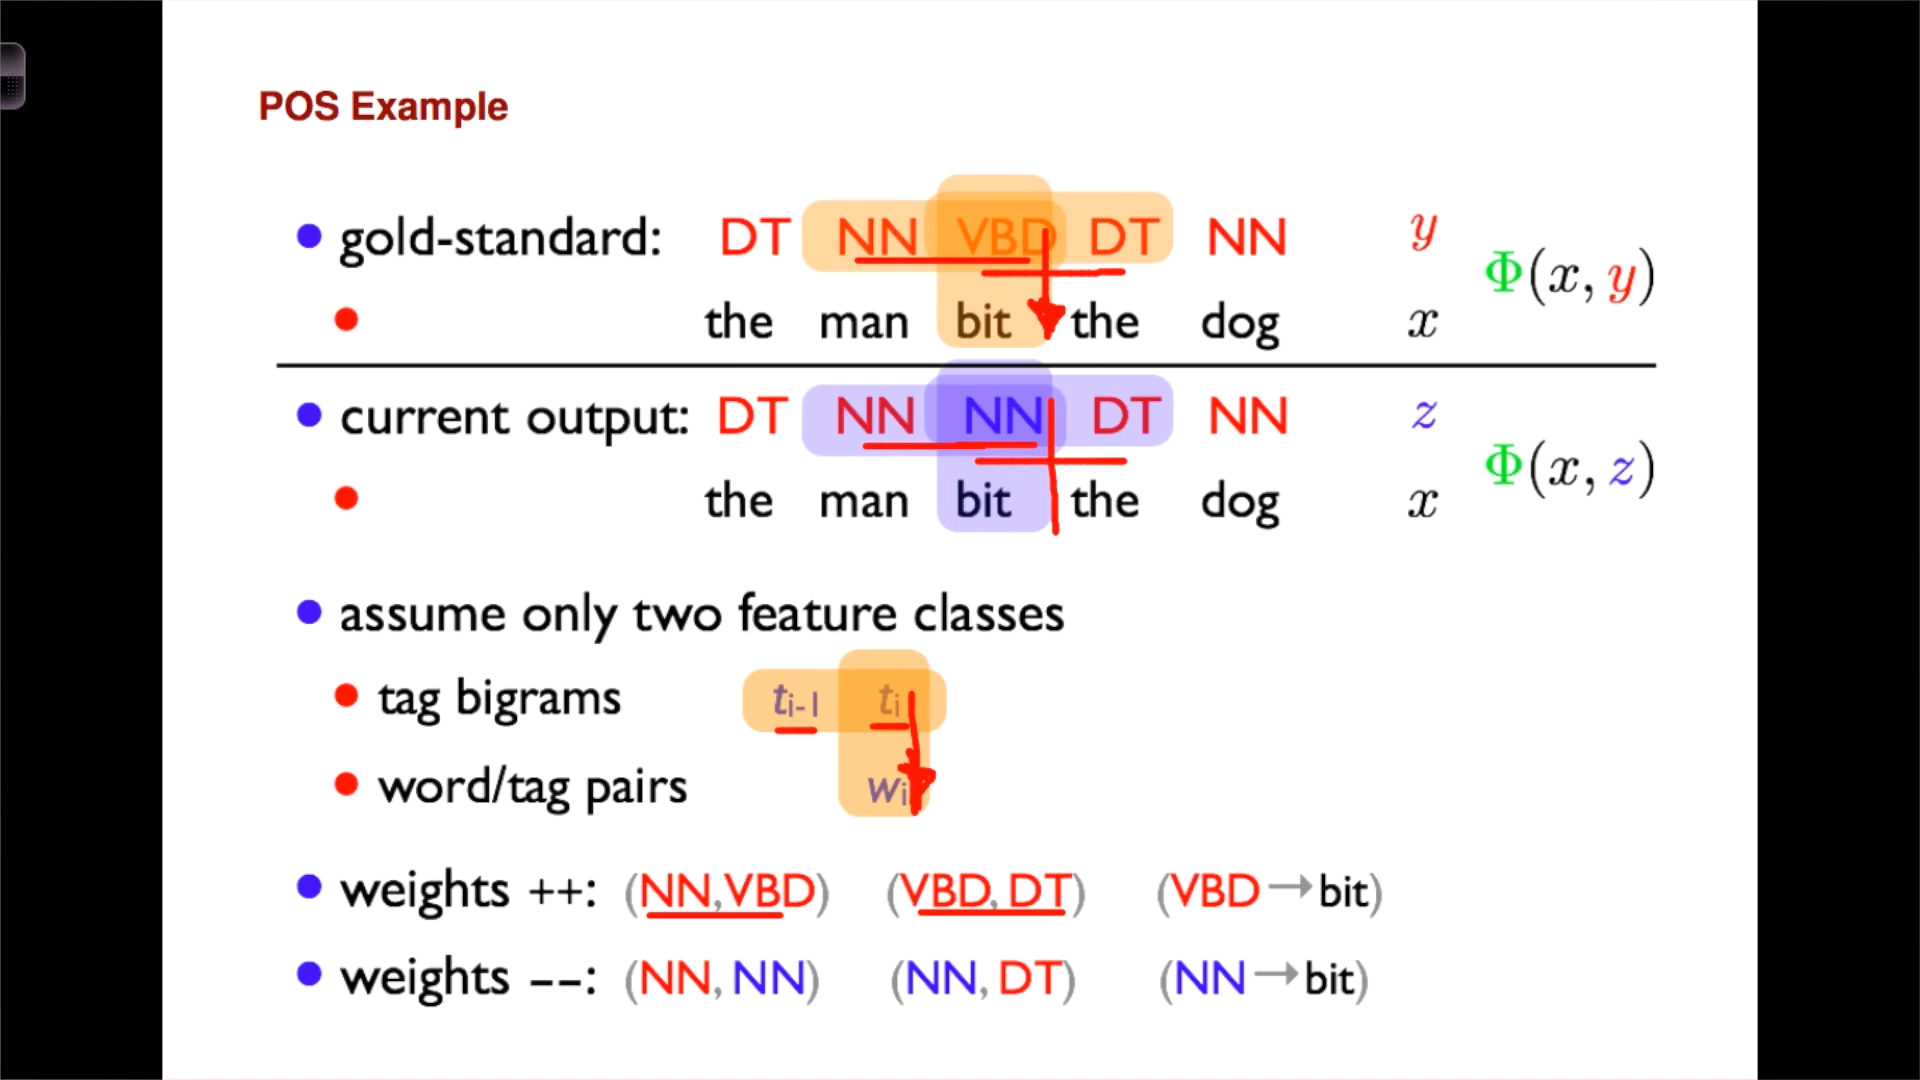 POS Example
gold-standard: DT NN VBD DT NN y
Φ(x, y)
the man bit the dog x
current output: DT NN NN DT NN z
Φ(x, z)
the man bit the dog x
assume only two feature classes
tag bigrams tᵢ₋₁ tᵢ
word/tag pairs wᵢ
weights ++: (NN,VBD) (VBD, DT) (VBD→bit)
weights --: (NN, NN) (NN, DT) (NN→bit)